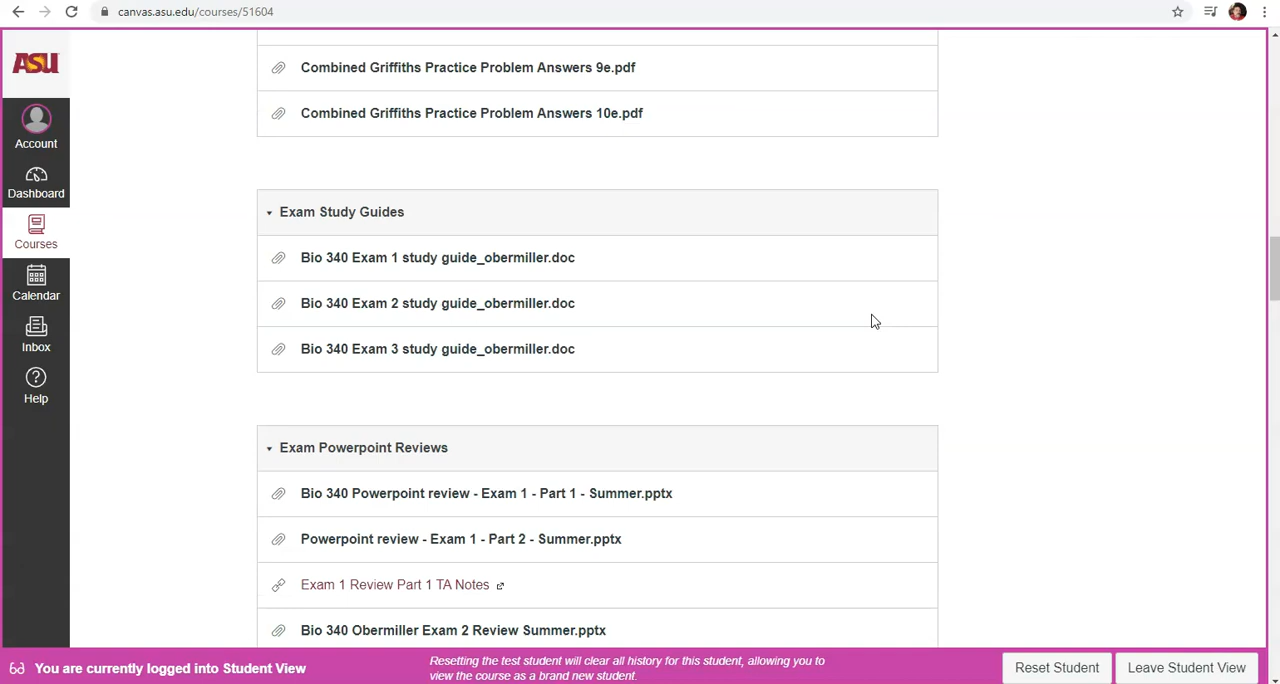 canvas.asu.edu/courses/51604
ASU
Account
Dashboard
Courses
Calendar
Inbox
Help
Combined Griffiths Practice Problem Answers 9e.pdf
Combined Griffiths Practice Problem Answers 10e.pdf
Exam Study Guides
Bio 340 Exam 1 study guide_obermiller.doc
Bio 340 Exam 2 study guide_obermiller.doc
Bio 340 Exam 3 study guide_obermiller.doc
Exam Powerpoint Reviews
Bio 340 Powerpoint review - Exam 1 - Part 1 - Summer.pptx
Powerpoint review - Exam 1 - Part 2 - Summer.pptx
Exam 1 Review Part 1 TA Notes
Bio 340 Obermiller Exam 2 Review Summer.pptx
You are currently logged into Student View
Resetting the test student will clear all history for this student, allowing you to
view the course as a brand new student.
Reset Student
Leave Student View